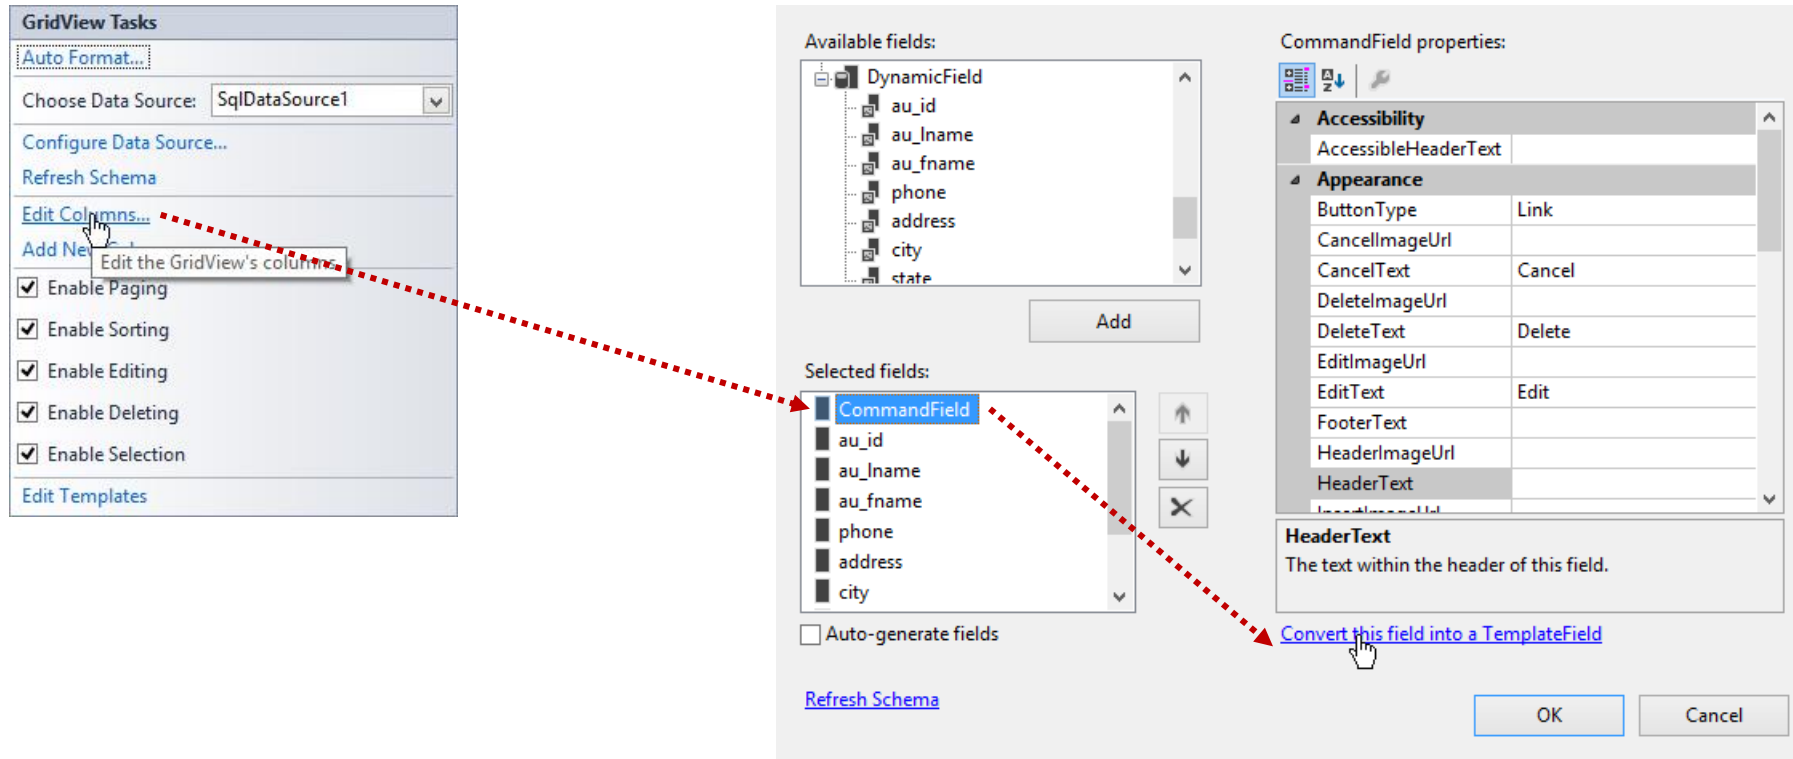 GridView Tasks
Auto Format...
Choose Data Source: SqlDataSource1
Configure Data Source...
Refresh Schema
Edit Columns...
Add New
Edit the GridView's columns
Enable Paging
Enable Sorting
Enable Editing
Enable Deleting
Enable Selection
Edit Templates
Available fields:
DynamicField
au_id
au_lname
au_fname
phone
address
city
state
Add
Selected fields:
CommandField
au_id
au_lname
au_fname
phone
address
city
Auto-generate fields
Refresh Schema
CommandField properties:
Accessibility
AccessibleHeaderText
Appearance
ButtonType Link
CancelImageUrl
CancelText Cancel
DeleteImageUrl
DeleteText Delete
EditImageUrl
EditText Edit
FooterText
HeaderImageUrl
HeaderText
InsertImageUrl
HeaderText
The text within the header of this field.
Convert this field into a TemplateField
OK Cancel